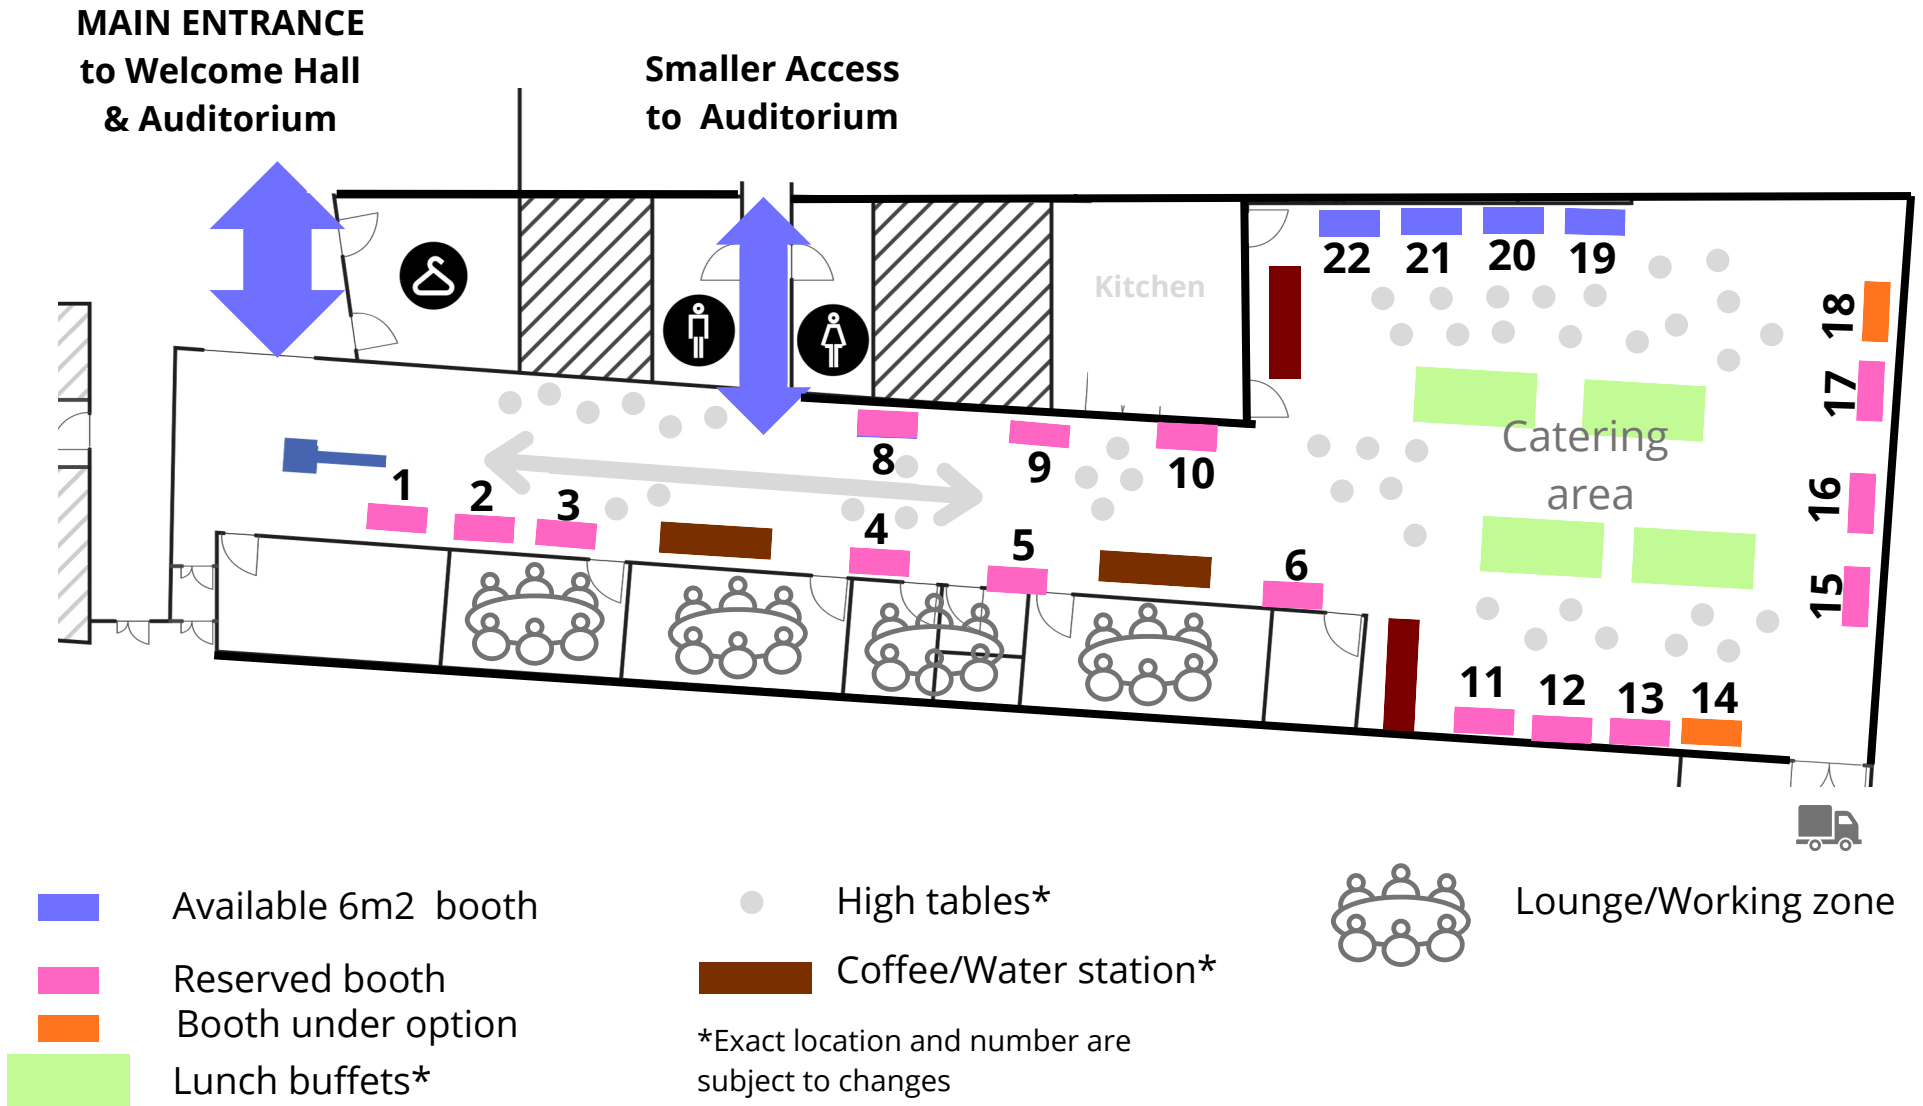 MAIN ENTRANCE
to Welcome Hall
& Auditorium
Smaller Access
to Auditorium
Kitchen
22
21
20
19
18
17
16
15
Catering
area
1
2
3
8
9
10
4
5
6
11
12
13
14
Available 6m2 booth
Reserved booth
Booth under option
Lunch buffets*
High tables*
Coffee/Water station*
*Exact location and number are
subject to changes
Lounge/Working zone